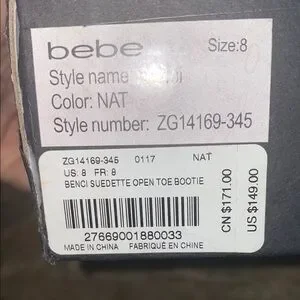 bebe Size:8
Style name
Color: NAT
Style number: ZG14169-345
ZG14169-345 0117 NAT
US: 8 FR: 8
BENCI SUEDETTE OPEN TOE BOOTIE
27669001880033
MADE IN CHINA FABRIQUÉ EN CHINE
CN $171.00
US $149.00